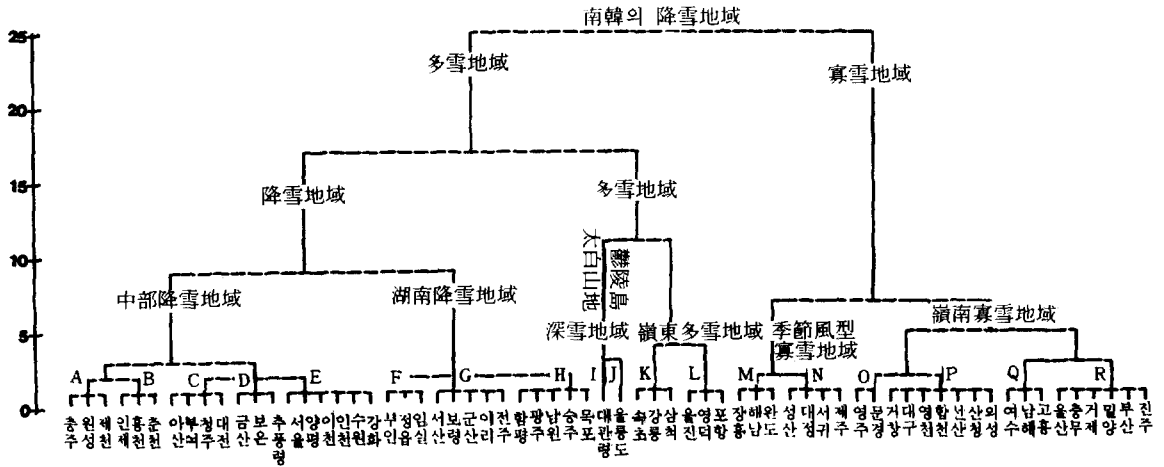 南韓의 降雪地域
25
多雪地域
寡雪地域
20
15
降雪地域
多雪地域
太白山地
鬱陵島
10
中部降雪地域
湖南降雪地域
嶺南寡雪地域
5
深雪地域
嶺東多雪地域
季節風型
寡雪地域
A B C D E F G H I J K L M N O P Q R
0
충주
원성
제천
인제
홍천
춘천
아산
부여
청주
대전
금산
보은
추풍령
서울
양평
이천
인천
수원
강화
부안
정읍
임실
서산
보령
군산
이리
전주
함평
광주
남원
승주
목포
대관령
울릉도
속초
강릉
삼척
울진
영덕
포항
장흥
해남
완도
성산
대정
서귀
제주
영주
문경
거창
대구
영천
합천
선산
산청
의성
여수
남해
고흥
울산
충무
거제
밀양
부산
진주